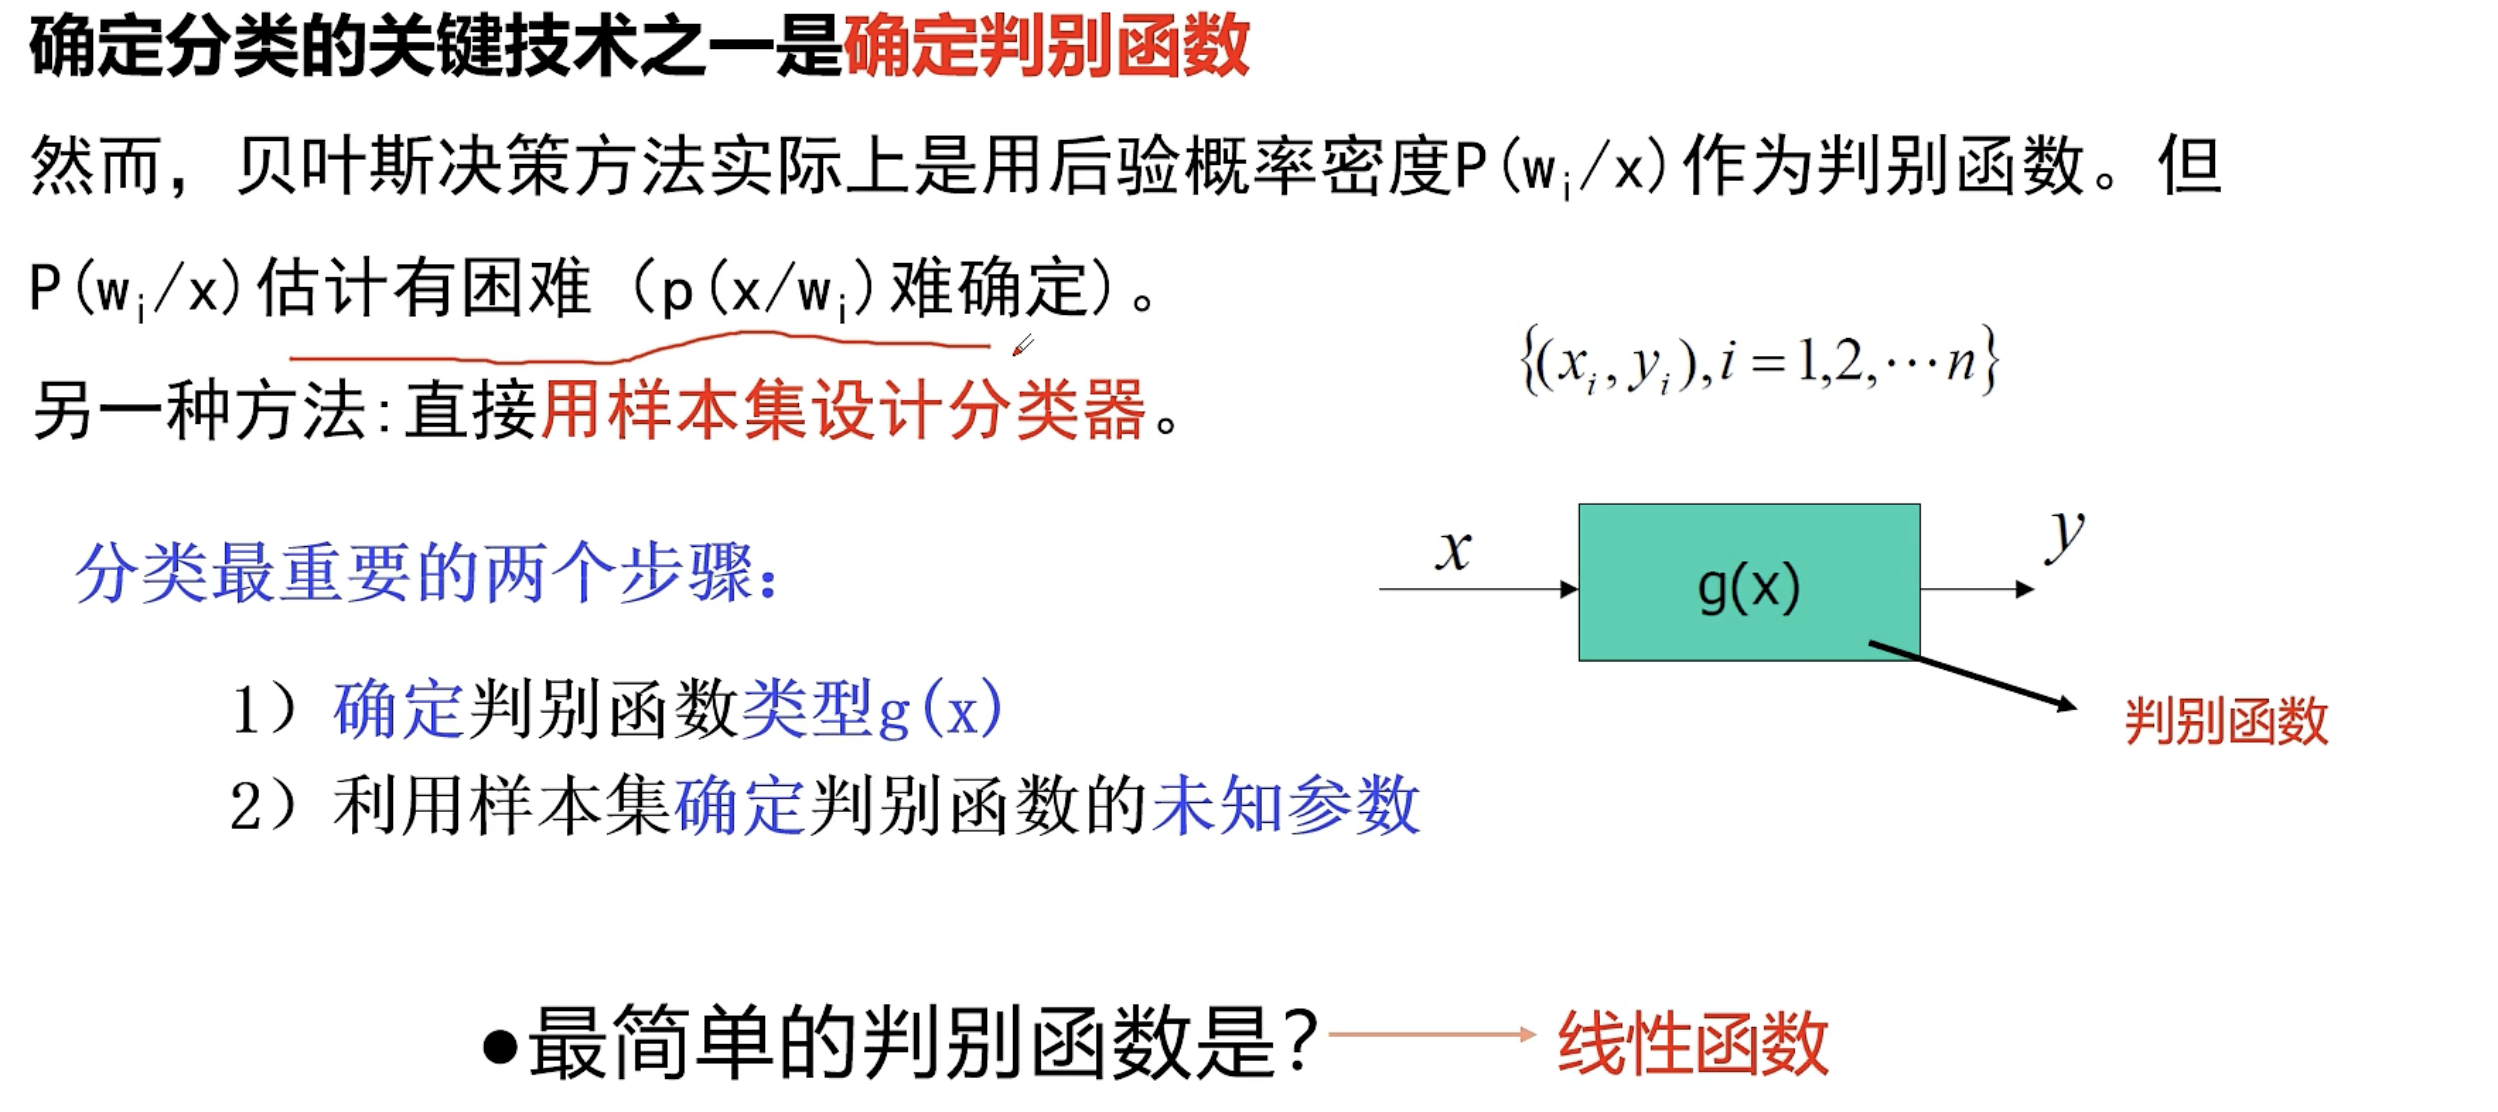 确定分类的关键技术之一是确定判别函数
然而，贝叶斯决策方法实际上是用后验概率密度P(wi/x)作为判别函数。但
P(wi/x)估计有困难（p(x/wi)难确定)。
{(xi, yi), i = 1,2,⋯n}
另一种方法:直接用样本集设计分类器。
分类最重要的两个步骤：
x
g(x)
y
1）确定判别函数类型g(x)
判别函数
2）利用样本集确定判别函数的未知参数
●最简单的判别函数是?
线性函数